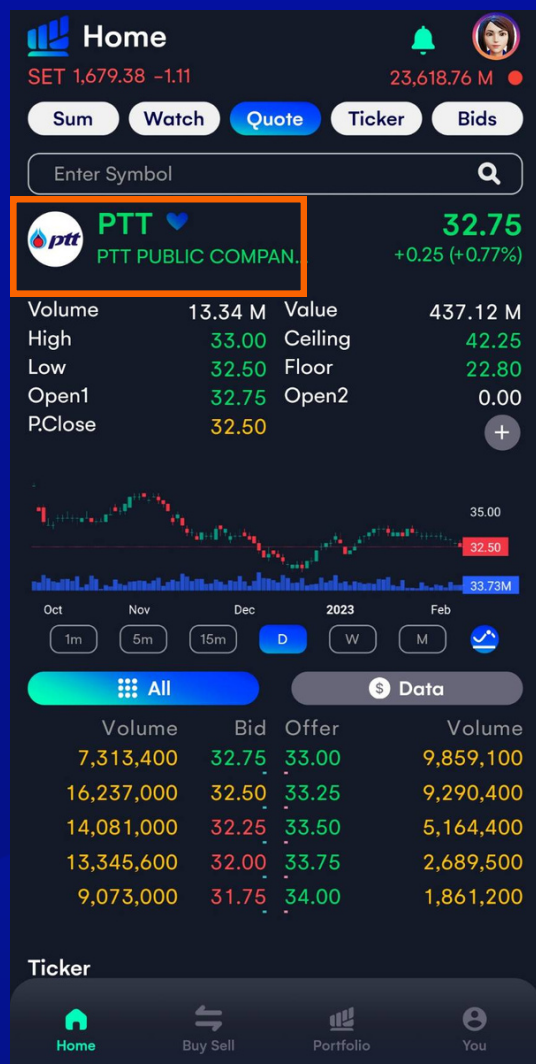 Home
SET 1,679.38 -1.11 23,618.76 M
Sum Watch Quote Ticker Bids
Enter Symbol
ptt PTT 32.75
PTT PUBLIC COMPAN... +0.25 (+0.77%)
Volume 13.34 M Value 437.12 M
High 33.00 Ceiling 42.25
Low 32.50 Floor 22.80
Open1 32.75 Open2 0.00
P.Close 32.50 +
35.00
32.50
33.73M
Oct Nov Dec 2023 Feb
1m 5m 15m D W M
All $ Data
Volume Bid Offer Volume
7,313,400 32.75 33.00 9,859,100
16,237,000 32.50 33.25 9,290,400
14,081,000 32.25 33.50 5,164,400
13,345,600 32.00 33.75 2,689,500
9,073,000 31.75 34.00 1,861,200
Ticker
Home Buy Sell Portfolio You